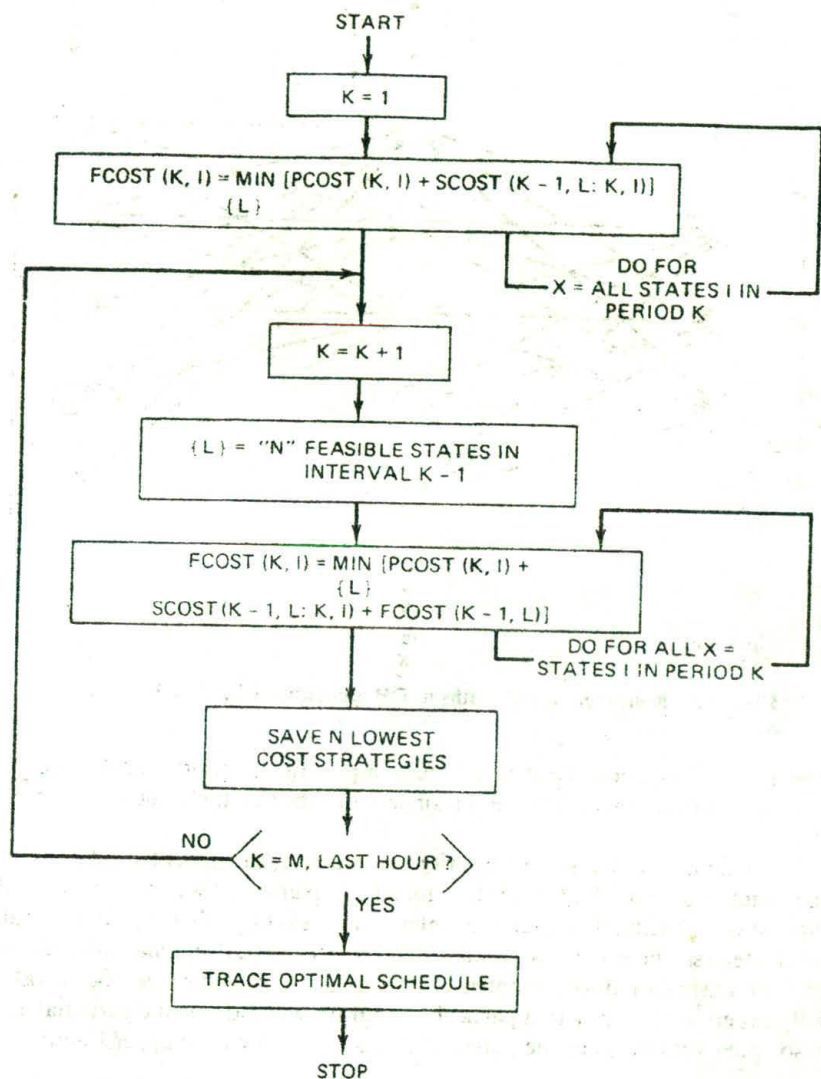 START
K = 1
FCOST (K, I) = MIN [PCOST (K, I) + SCOST (K - 1, L: K, I)]
{L}
DO FOR
X = ALL STATES I IN
PERIOD K
K = K + 1
{L} = "N" FEASIBLE STATES IN
INTERVAL K - 1
FCOST (K, I) = MIN [PCOST (K, I) +
{L}
SCOST (K - 1, L: K, I) + FCOST (K - 1, L)]
DO FOR ALL X =
STATES I IN PERIOD K
SAVE N LOWEST
COST STRATEGIES
NO
K = M, LAST HOUR ?
YES
TRACE OPTIMAL SCHEDULE
STOP